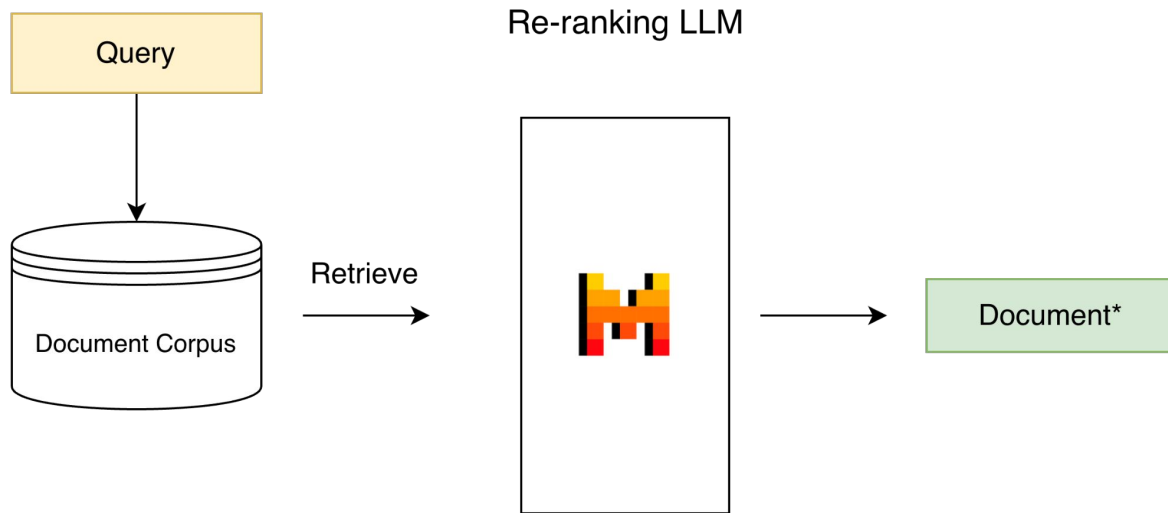 Re-ranking LLM
Query
Retrieve
Document Corpus
Document*